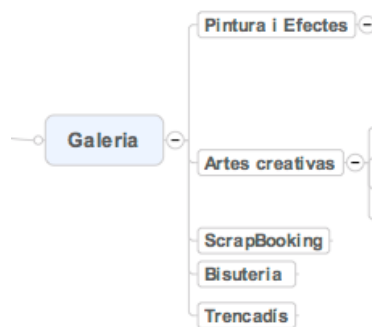 Galeria
Pintura i Efectes
Artes creativas
ScrapBooking
Bisuteria
Trencadís